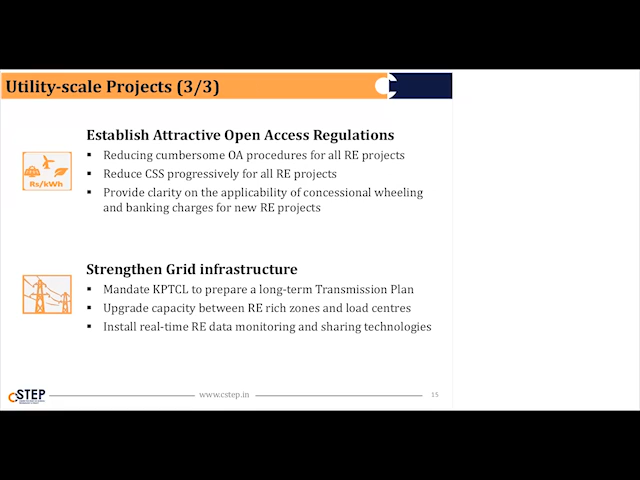 Utility-scale Projects (3/3)
Establish Attractive Open Access Regulations
▪ Reducing cumbersome OA procedures for all RE projects
▪ Reduce CSS progressively for all RE projects
▪ Provide clarity on the applicability of concessional wheeling
and banking charges for new RE projects
Rs/kWh
Strengthen Grid infrastructure
▪ Mandate KPTCL to prepare a long-term Transmission Plan
▪ Upgrade capacity between RE rich zones and load centres
▪ Install real-time RE data monitoring and sharing technologies
CSTEP
www.cstep.in
15